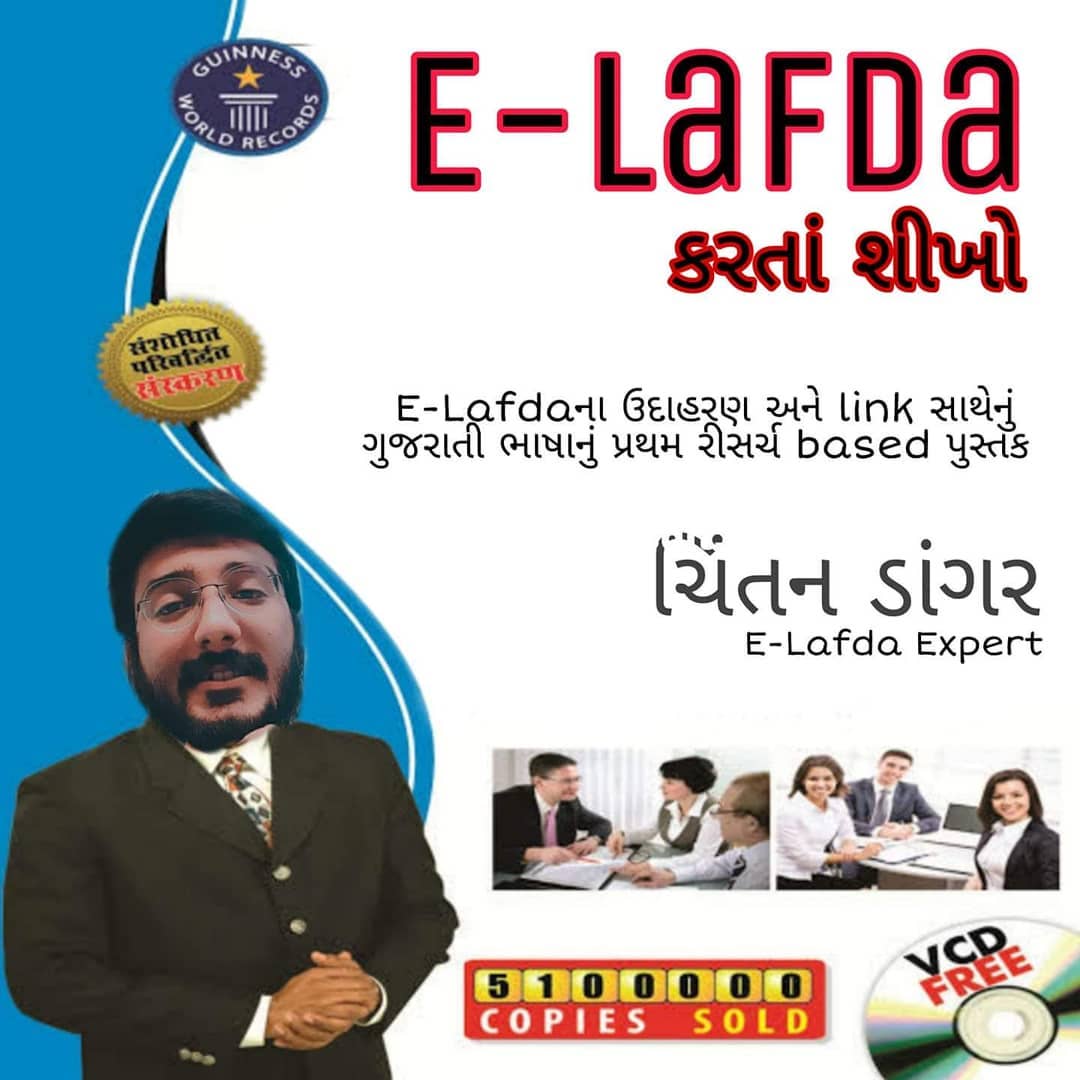 GUINNESS
WORLD RECORDS
E-LaFDa
કરતાં શીખો
संशोधित
परिवर्द्धित
संस्करण
E-Lafdaના ઉદાહરણ અને link સાથેનું
ગુજરાતી ભાષાનું પ્રથમ રીસર્ચ based પુસ્તક
ચિંતન ડાંગર
E-Lafda Expert
5100000
COPIES SOLD
VCD
FREE